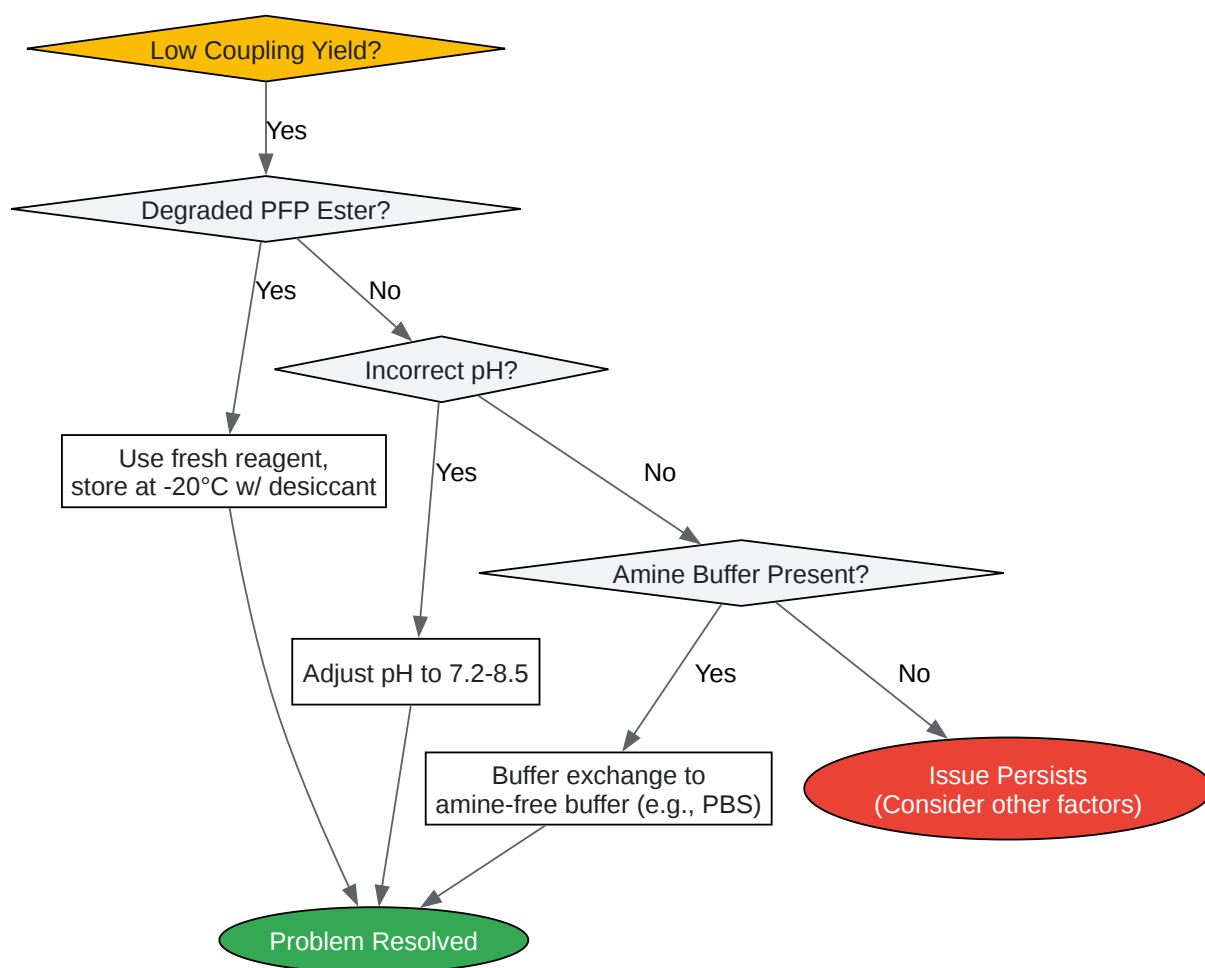 Low Coupling Yield?
Yes
Degraded PFP Ester?
Yes
No
Incorrect pH?
Use fresh reagent,
store at -20°C w/ desiccant
Yes
No
Amine Buffer Present?
Adjust pH to 7.2-8.5
Yes
No
Buffer exchange to
amine-free buffer (e.g., PBS)
Issue Persists
(Consider other factors)
Problem Resolved